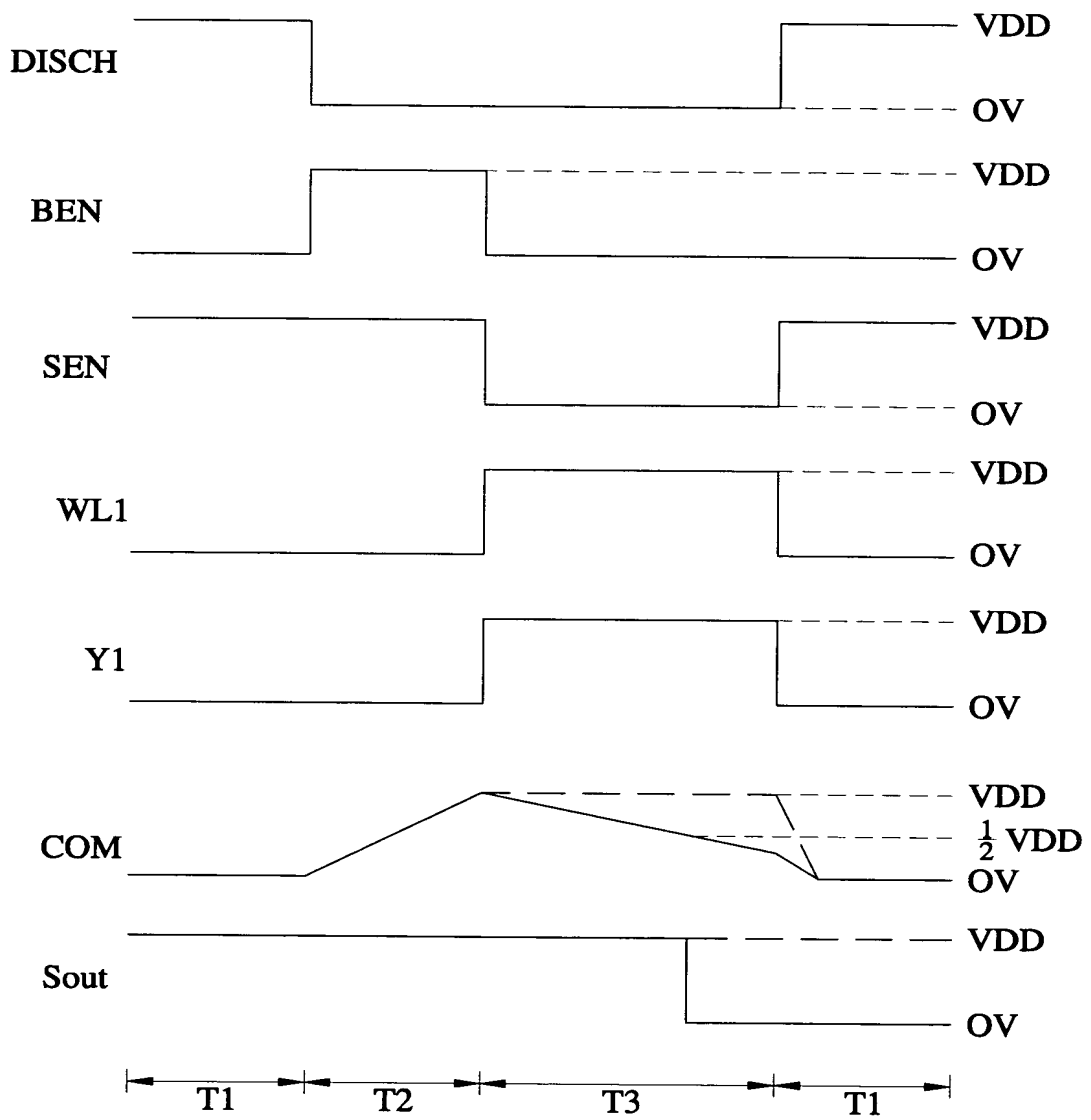 DISCH
VDD
OV
BEN
VDD
OV
SEN
VDD
OV
WL1
VDD
OV
Y1
VDD
OV
COM
VDD
1/2 VDD
OV
Sout
VDD
OV
T1 T2 T3 T1